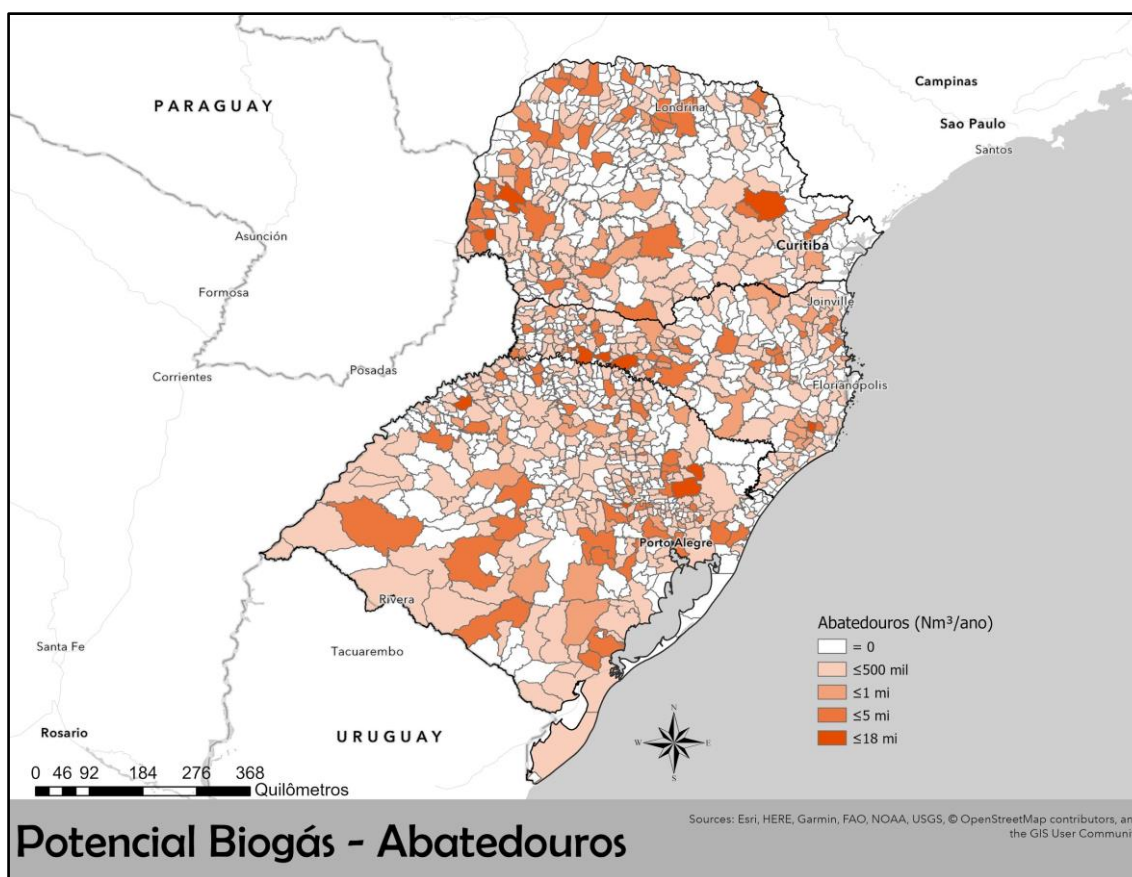 PARAGUAY
Campinas
Sao Paulo
Santos
Londrina
Asunción
Curitiba
Formosa
Joinville
Corrientes
Posadas
Florianópolis
Porto Alegre
Rivera
Santa Fe
Tacuarembo
Rosario
URUGUAY
Abatedouros (Nm³/ano)
= 0
≤500 mil
≤1 mi
≤5 mi
≤18 mi
N
W E
S
0 46 92 184 276 368
Quilômetros
Potencial Biogás - Abatedouros
Sources: Esri, HERE, Garmin, FAO, NOAA, USGS, © OpenStreetMap contributors, an
the GIS User Communi